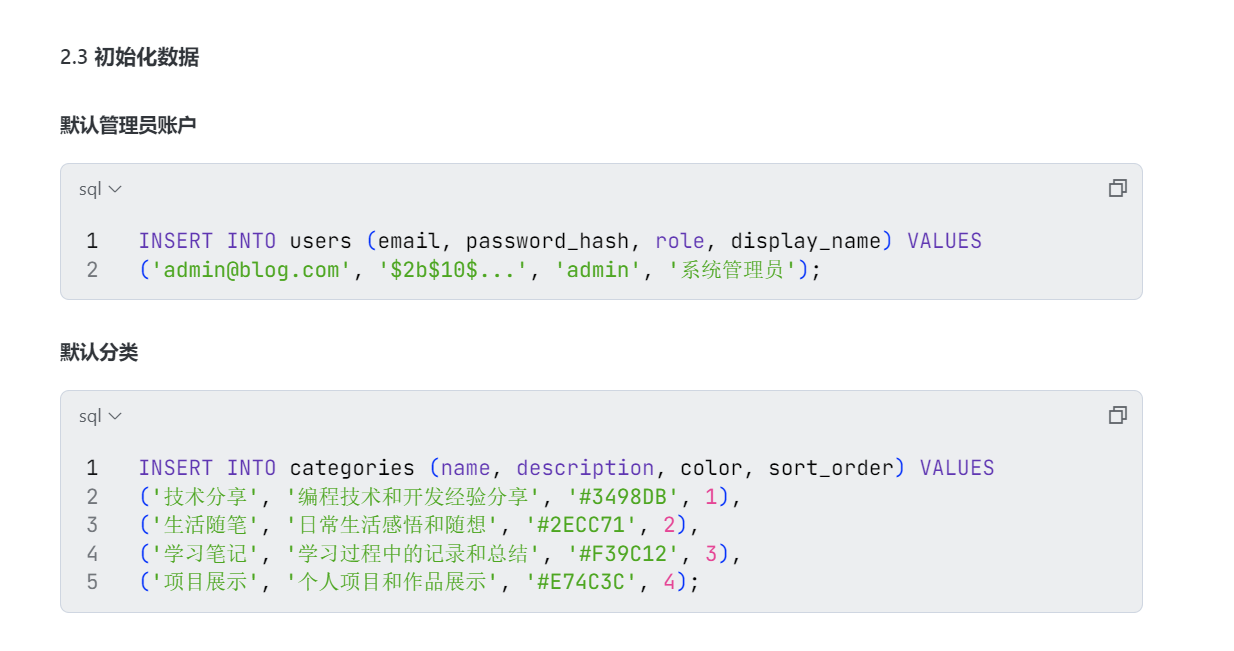 2.3 初始化数据
默认管理员账户
sql
1 INSERT INTO users (email, password_hash, role, display_name) VALUES
2 ('admin@blog.com', '$2b$10$...', 'admin', '系统管理员');
默认分类
sql
1 INSERT INTO categories (name, description, color, sort_order) VALUES
2 ('技术分享', '编程技术和开发经验分享', '#3498DB', 1),
3 ('生活随笔', '日常生活感悟和随想', '#2ECC71', 2),
4 ('学习笔记', '学习过程中的记录和总结', '#F39C12', 3),
5 ('项目展示', '个人项目和作品展示', '#E74C3C', 4);